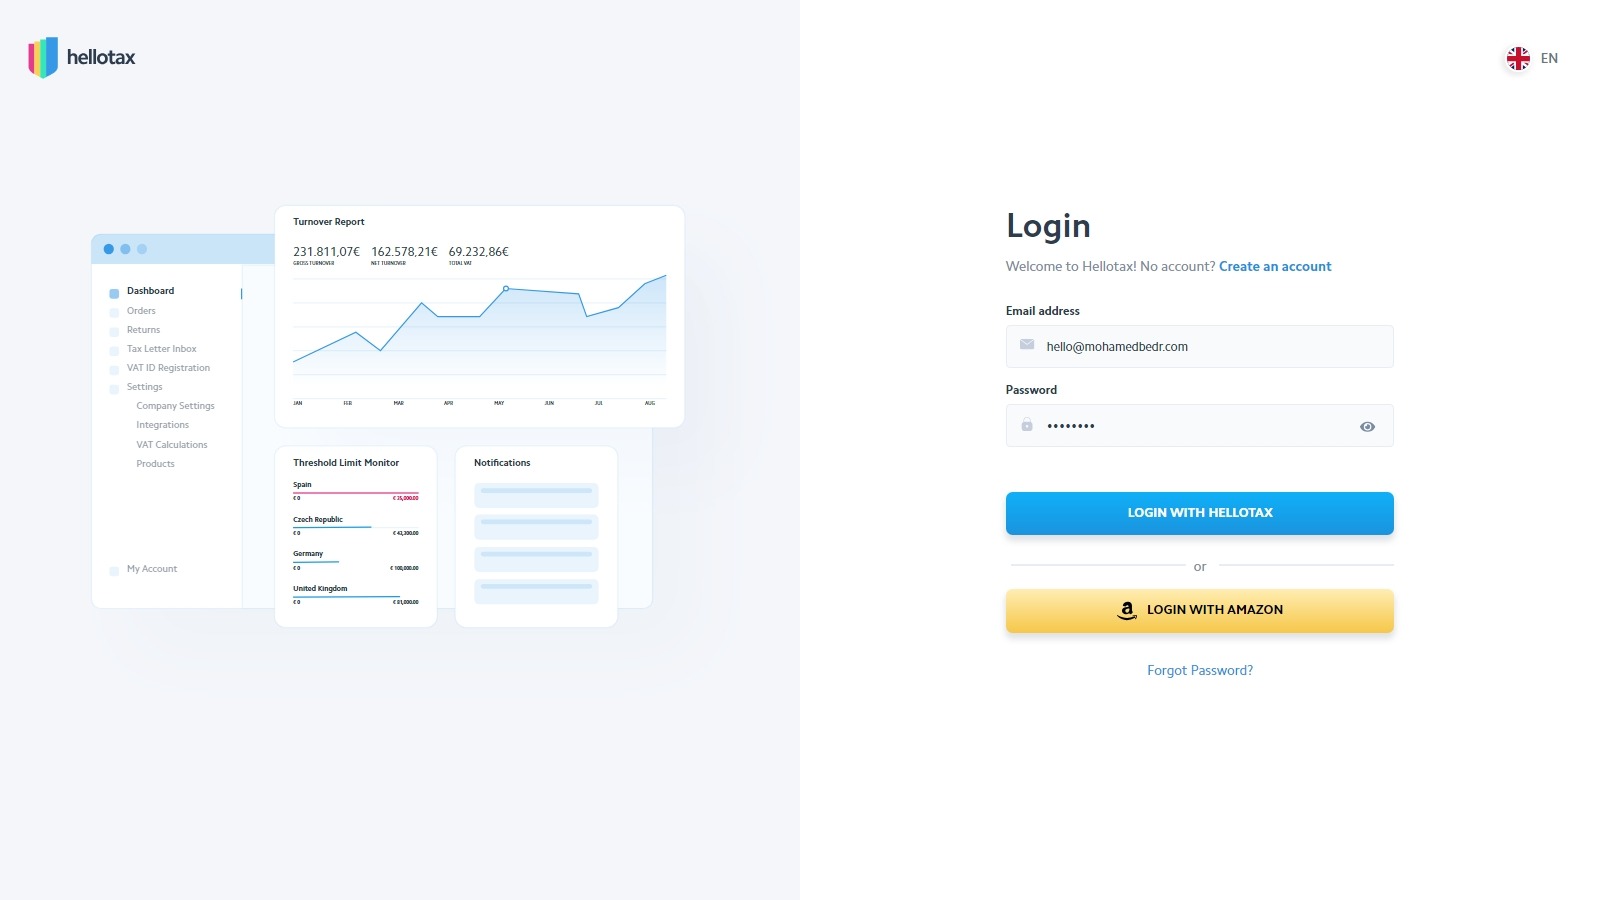 hellotax
EN
Turnover Report
231.811,07€ 162.578,21€ 69.232,86€
GROSS TURNOVER NET TURNOVER TOTAL VAT
JAN FEB MAR APR MAY JUN JUL AUG
Dashboard
Orders
Returns
Tax Letter Inbox
VAT ID Registration
Settings
Company Settings
Integrations
VAT Calculations
Products
My Account
Threshold Limit Monitor
Spain
€ 0 € 35,000.00
Czech Republic
€ 0 € 43,300.00
Germany
€ 0 € 100,000.00
United Kingdom
€ 0 € 81,000.00
Notifications
Login
Welcome to Hellotax! No account? Create an account
Email address
hello@mohamedbedr.com
Password
••••••••
LOGIN WITH HELLOTAX
or
LOGIN WITH AMAZON
Forgot Password?